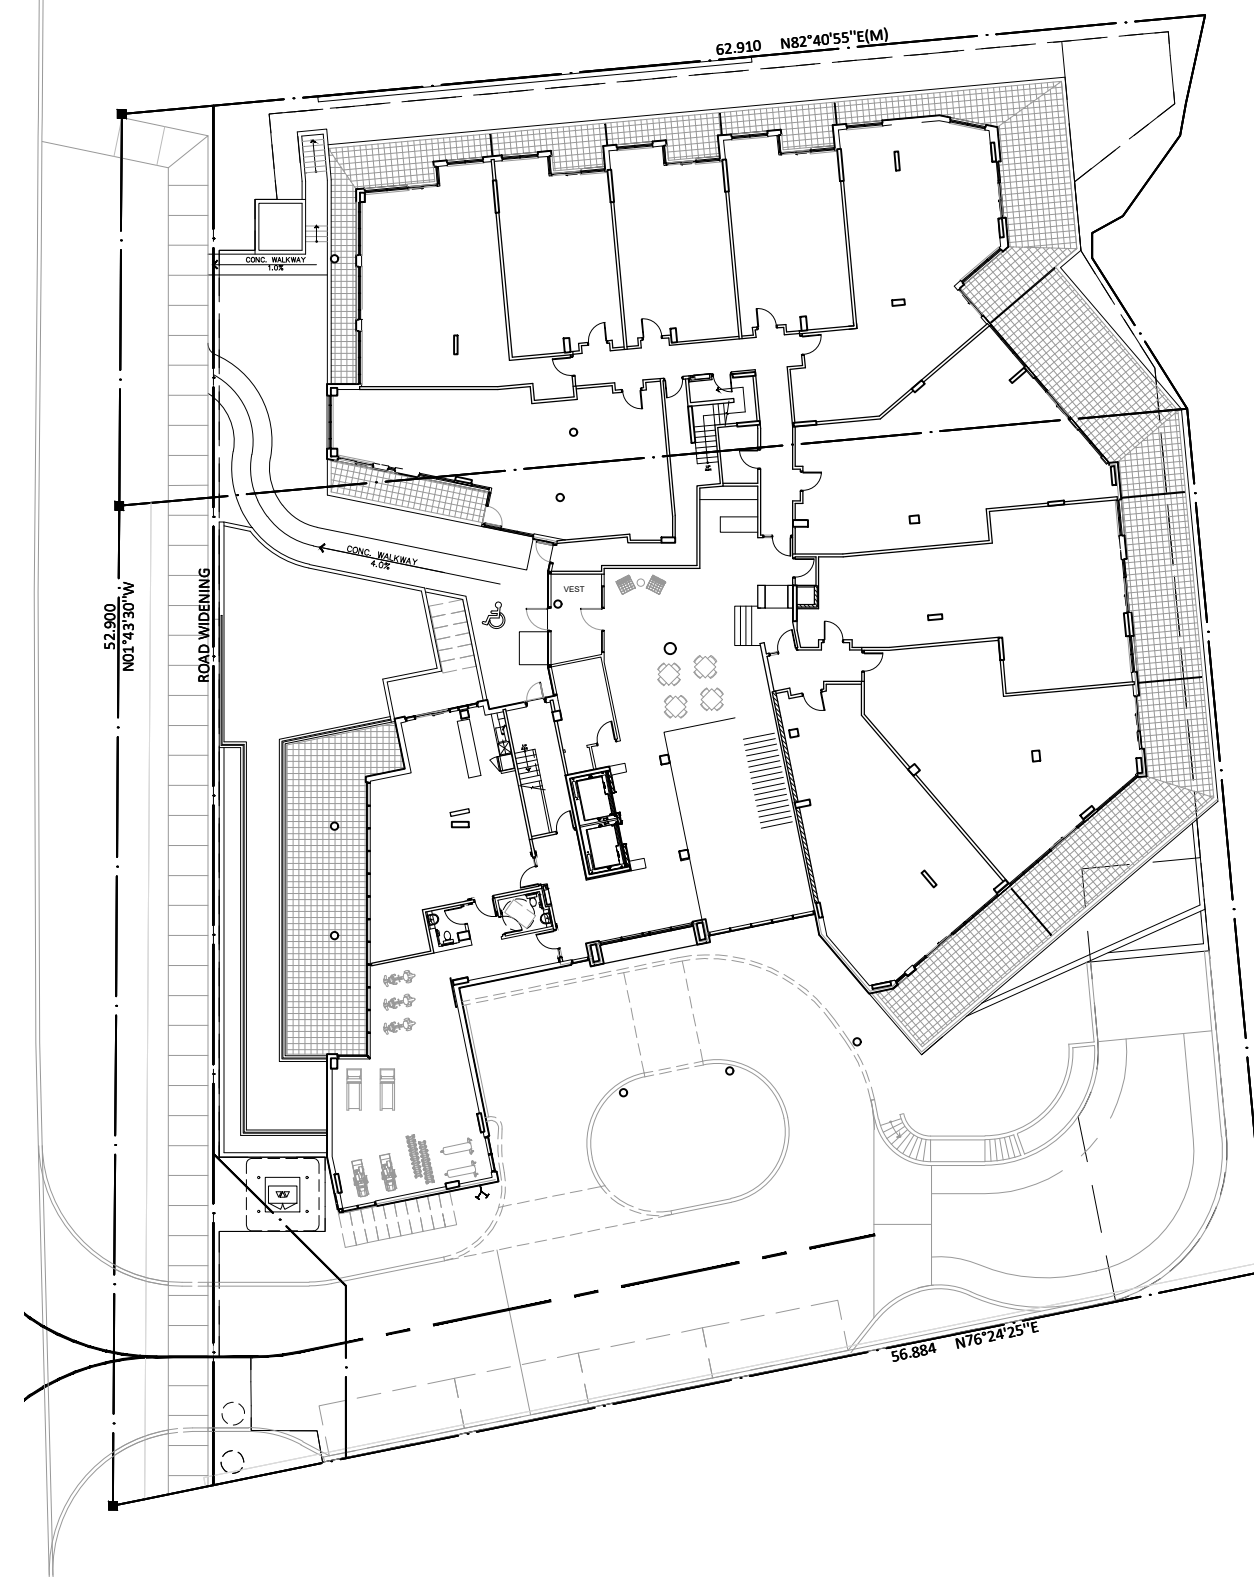 62.910 N82°40'55"E(M)
CONC. WALKWAY
1.0%
CONC. WALKWAY
4.0%
VEST
52.900
N01°43'30"W
ROAD WIDENING
56.884 N76°24'25"E